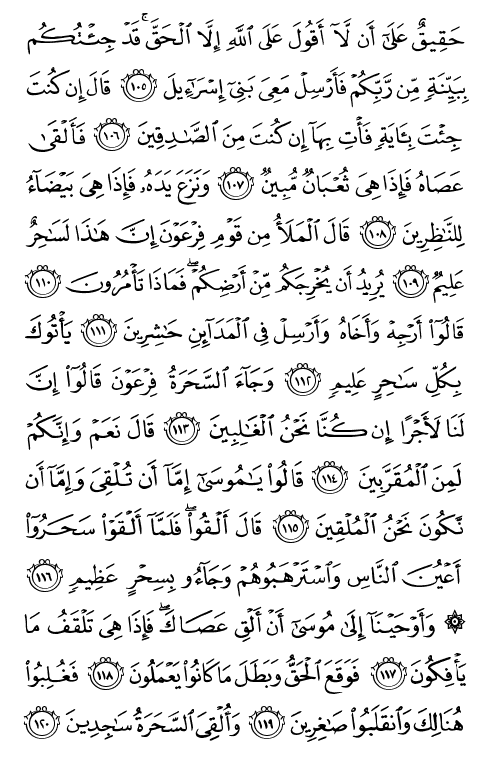 حَقِيقٌ عَلَىٰٓ أَن لَّآ أَقُولَ عَلَى ٱللَّهِ إِلَّا ٱلْحَقَّ ۚ قَدْ جِئْتُكُم
بِبَيِّنَةٍ مِّن رَّبِّكُمْ فَأَرْسِلْ مَعِىَ بَنِىٓ إِسْرَٰٓءِيلَ ١٠٥ قَالَ إِن كُنتَ
جِئْتَ بِـَٔايَةٍ فَأْتِ بِهَآ إِن كُنتَ مِنَ ٱلصَّـٰدِقِينَ ١٠٦ فَأَلْقَىٰ
عَصَاهُ فَإِذَا هِىَ ثُعْبَانٌ مُّبِينٌ ١٠٧ وَنَزَعَ يَدَهُۥ فَإِذَا هِىَ بَيْضَآءُ
لِلنَّـٰظِرِينَ ١٠٨ قَالَ ٱلْمَلَأُ مِن قَوْمِ فِرْعَوْنَ إِنَّ هَـٰذَا لَسَـٰحِرٌ
عَلِيمٌ ١٠٩ يُرِيدُ أَن يُخْرِجَكُم مِّنْ أَرْضِكُمْ ۖ فَمَاذَا تَأْمُرُونَ ١١٠
قَالُوٓا۟ أَرْجِهْ وَأَخَاهُ وَأَرْسِلْ فِى ٱلْمَدَآئِنِ حَـٰشِرِينَ ١١١ يَأْتُوكَ
بِكُلِّ سَـٰحِرٍ عَلِيمٍ ١١٢ وَجَآءَ ٱلسَّحَرَةُ فِرْعَوْنَ قَالُوٓا۟ إِنَّ
لَنَا لَأَجْرًا إِن كُنَّا نَحْنُ ٱلْغَـٰلِبِينَ ١١٣ قَالَ نَعَمْ وَإِنَّكُمْ
لَمِنَ ٱلْمُقَرَّبِينَ ١١٤ قَالُوا۟ يَـٰمُوسَىٰٓ إِمَّآ أَن تُلْقِىَ وَإِمَّآ أَن
نَّكُونَ نَحْنُ ٱلْمُلْقِينَ ١١٥ قَالَ أَلْقُوا۟ ۖ فَلَمَّآ أَلْقَوْا۟ سَحَرُوٓا۟
أَعْيُنَ ٱلنَّاسِ وَٱسْتَرْهَبُوهُمْ وَجَآءُو بِسِحْرٍ عَظِيمٍ ١١٦
۞ وَأَوْحَيْنَآ إِلَىٰ مُوسَىٰٓ أَنْ أَلْقِ عَصَاكَ ۖ فَإِذَا هِىَ تَلْقَفُ مَا
يَأْفِكُونَ ١١٧ فَوَقَعَ ٱلْحَقُّ وَبَطَلَ مَا كَانُوا۟ يَعْمَلُونَ ١١٨ فَغُلِبُوا۟
هُنَالِكَ وَٱنقَلَبُوا۟ صَـٰغِرِينَ ١١٩ وَأُلْقِىَ ٱلسَّحَرَةُ سَـٰجِدِينَ ١٢٠